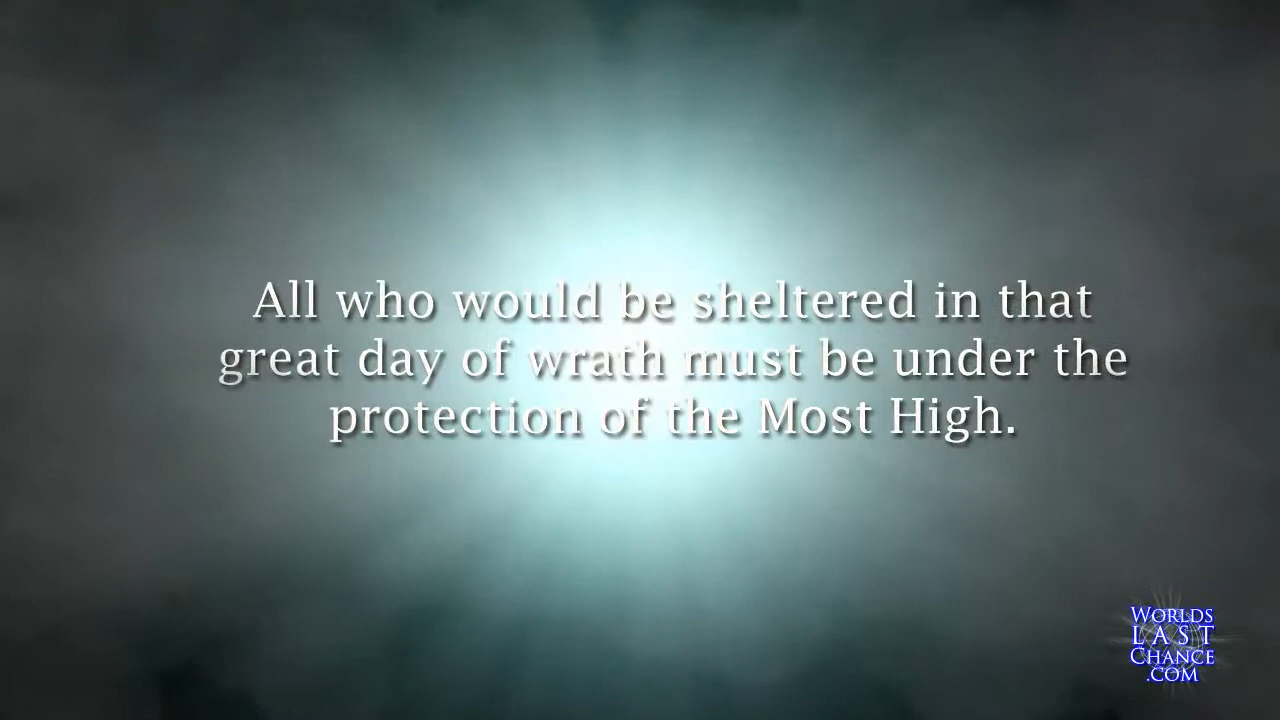 All who would be sheltered in that
great day of wrath must be under the
protection of the Most High.
WORLDS
LAST
CHANCE
.COM